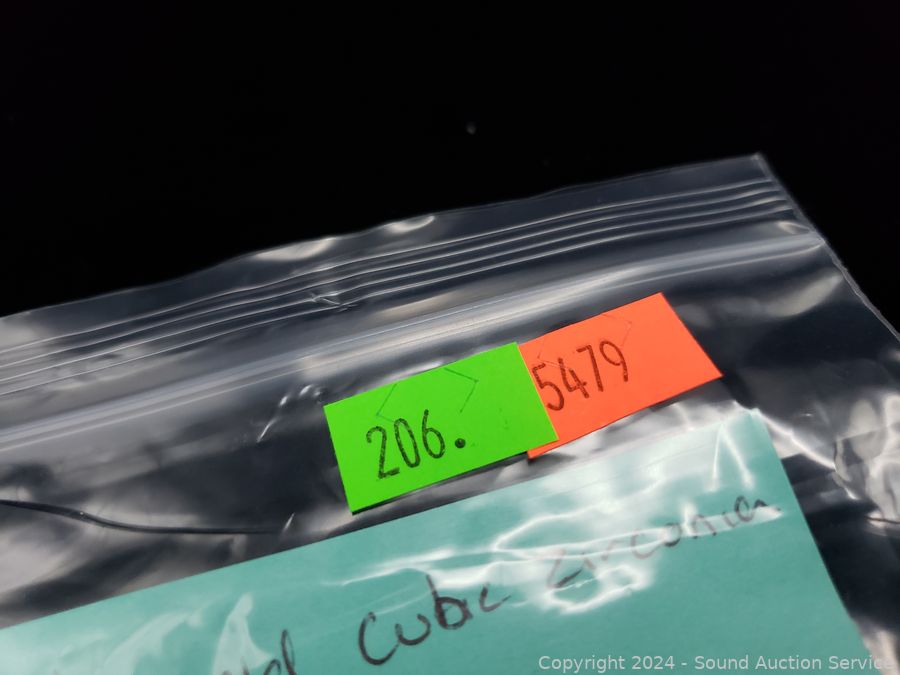 206.
5479
Cubic Zirconia
Copyright 2024 - Sound Auction Service